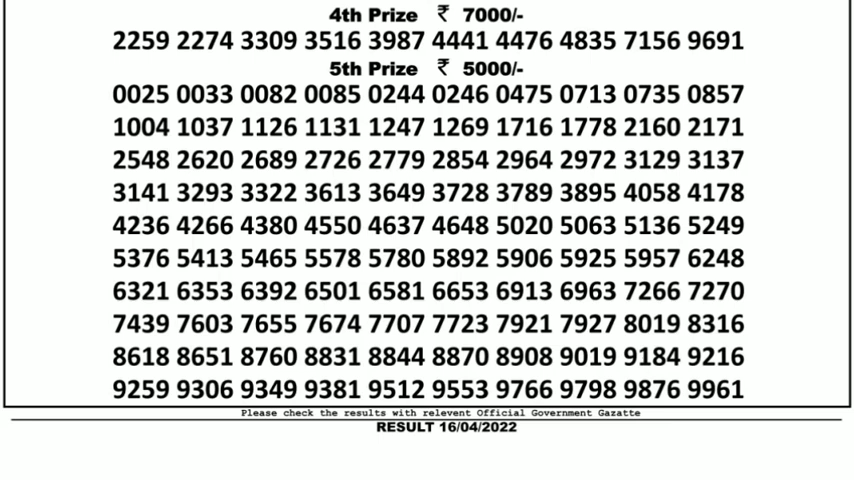 4th Prize ₹ 7000/-
2259 2274 3309 3516 3987 4441 4476 4835 7156 9691
5th Prize ₹ 5000/-
0025 0033 0082 0085 0244 0246 0475 0713 0735 0857
1004 1037 1126 1131 1247 1269 1716 1778 2160 2171
2548 2620 2689 2726 2779 2854 2964 2972 3129 3137
3141 3293 3322 3613 3649 3728 3789 3895 4058 4178
4236 4266 4380 4550 4637 4648 5020 5063 5136 5249
5376 5413 5465 5578 5780 5892 5906 5925 5957 6248
6321 6353 6392 6501 6581 6653 6913 6963 7266 7270
7439 7603 7655 7674 7707 7723 7921 7927 8019 8316
8618 8651 8760 8831 8844 8870 8908 9019 9184 9216
9259 9306 9349 9381 9512 9553 9766 9798 9876 9961
Please check the results with relevent Official Government Gazatte
RESULT 16/04/2022